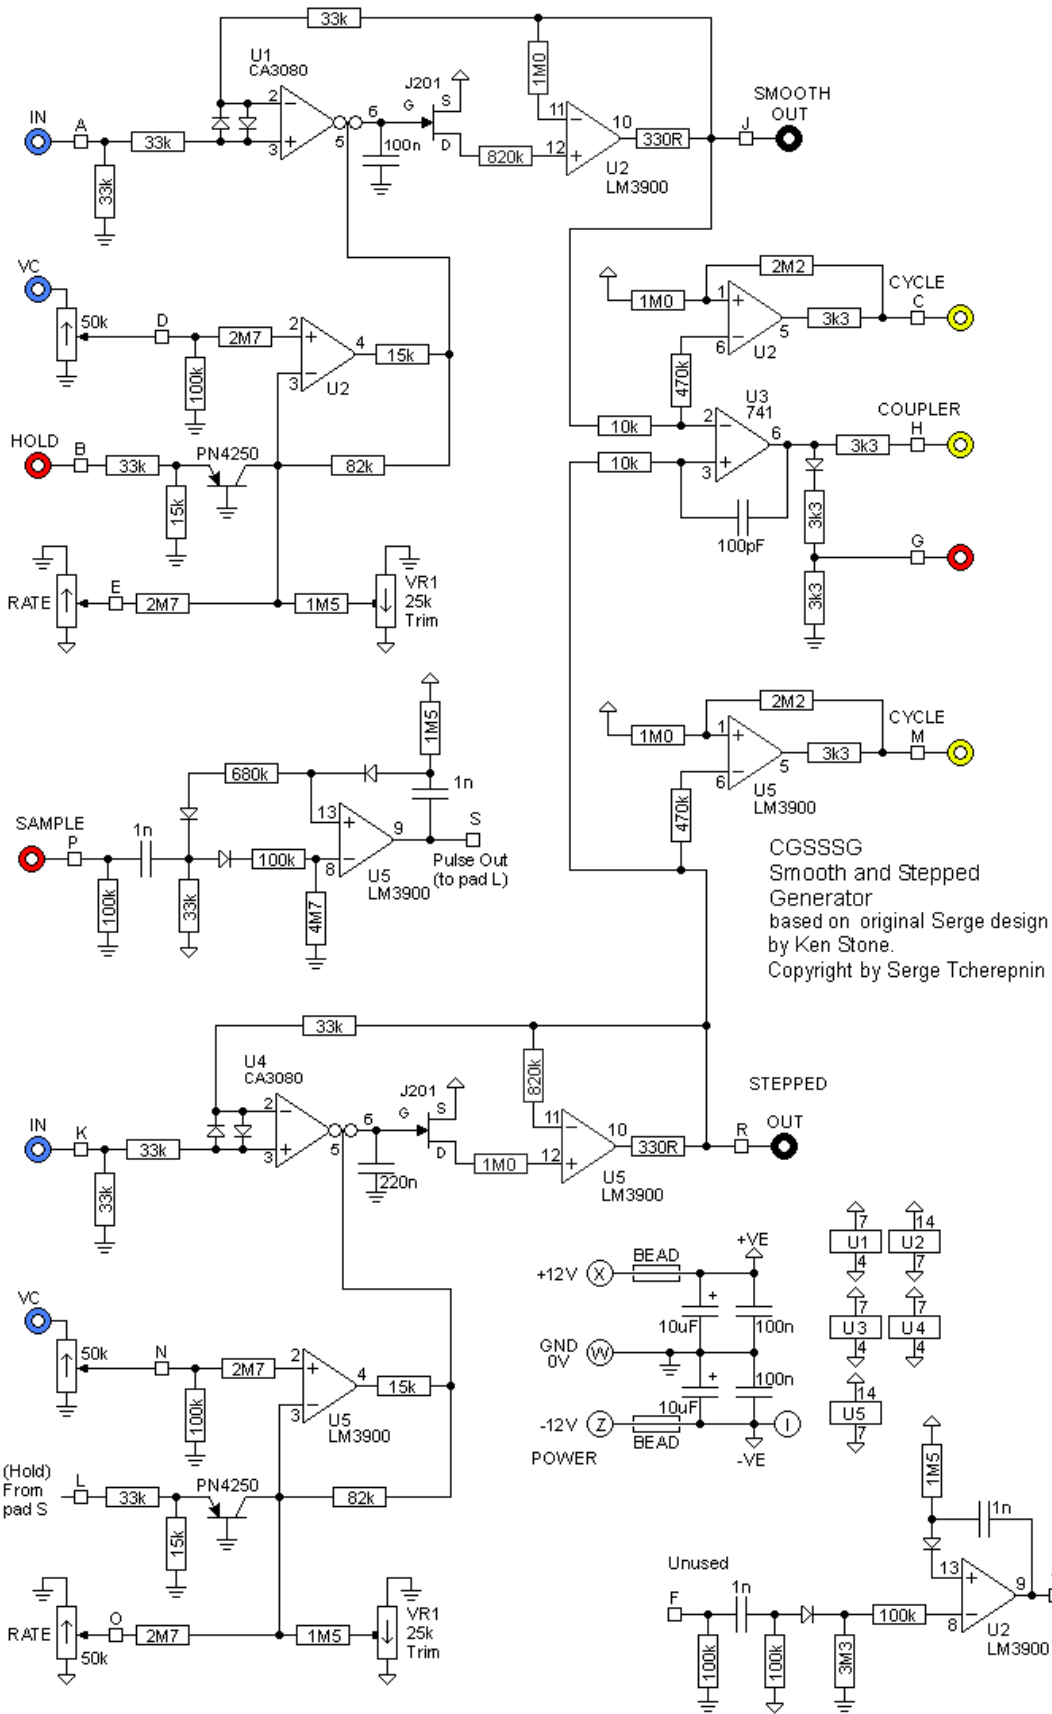 33k
U1
CA3080
J201
S
G
D
1M0
2
3
5
6
100n
820k
11
12
10
330R
U2
LM3900
SMOOTH
OUT
J
IN
A
33k
33k
VC
50k
D
2M7
100k
2
3
4
U2
15k
HOLD
B
33k
15k
PN4250
82k
RATE
E
2M7
1M5
VR1
25k
Trim
2M2
1M0
1
6
5
U2
3k3
CYCLE
C
470k
10k
10k
U3
741
2
3
6
100pF
3k3
COUPLER
H
3k3
G
3k3
2M2
1M0
1
6
5
U5
LM3900
3k3
CYCLE
M
470k
SAMPLE
P
1n
100k
33k
680k
100k
4M7
13
8
9
U5
LM3900
1M5
1n
S
Pulse Out
(to pad L)
CGSSSG
Smooth and Stepped
Generator
based on original Serge design
by Ken Stone.
Copyright by Serge Tcherepnin
33k
U4
CA3080
J201
S
G
D
820k
2
3
5
6
220n
1M0
11
12
10
330R
U5
LM3900
STEPPED
OUT
R
IN
K
33k
33k
VC
50k
N
2M7
100k
2
3
4
U5
LM3900
15k
(Hold)
From
pad S
L
33k
15k
PN4250
82k
RATE
50k
O
2M7
1M5
VR1
25k
Trim
+VE
+12V
X
BEAD
+
10uF
100n
GND
0V
W
+
10uF
100n
-12V
Z
BEAD
I
POWER
-VE
7
U1
4
14
U2
7
7
U3
4
7
U4
4
14
U5
7
Unused
F
1n
100k
100k
3M3
100k
1M5
1n
13
8
9
U2
LM3900